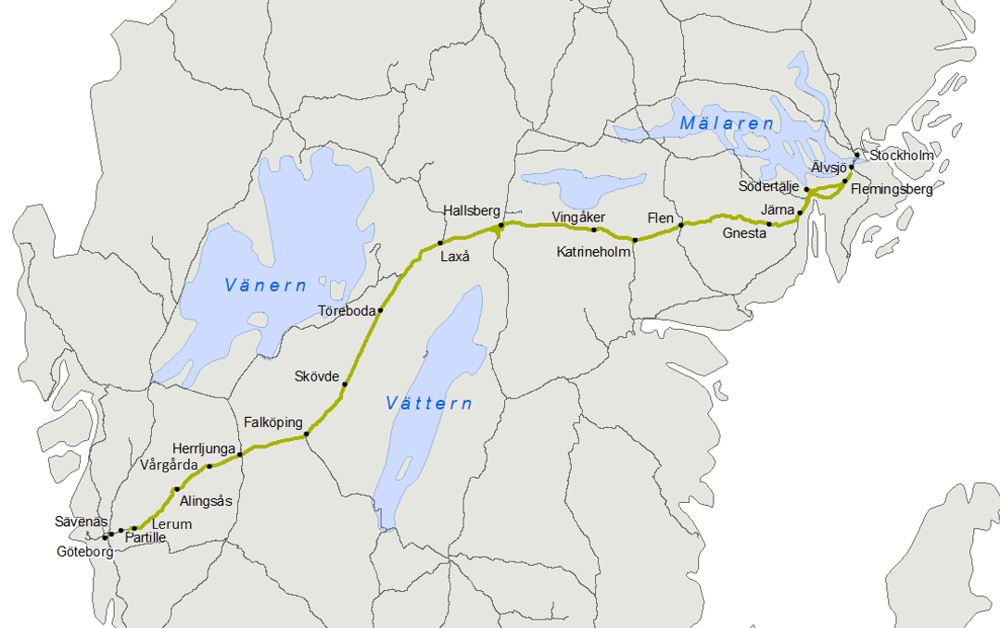 Mälaren
Stockholm
Älvsjö
Södertälje
Flemingsberg
Järna
Hallsberg
Vingåker
Flen
Gnesta
Katrineholm
Laxå
Vänern
Töreboda
Skövde
Vättern
Falköping
Herrljunga
Vårgårda
Alingsås
Sävenäs
Lerum
Partille
Göteborg